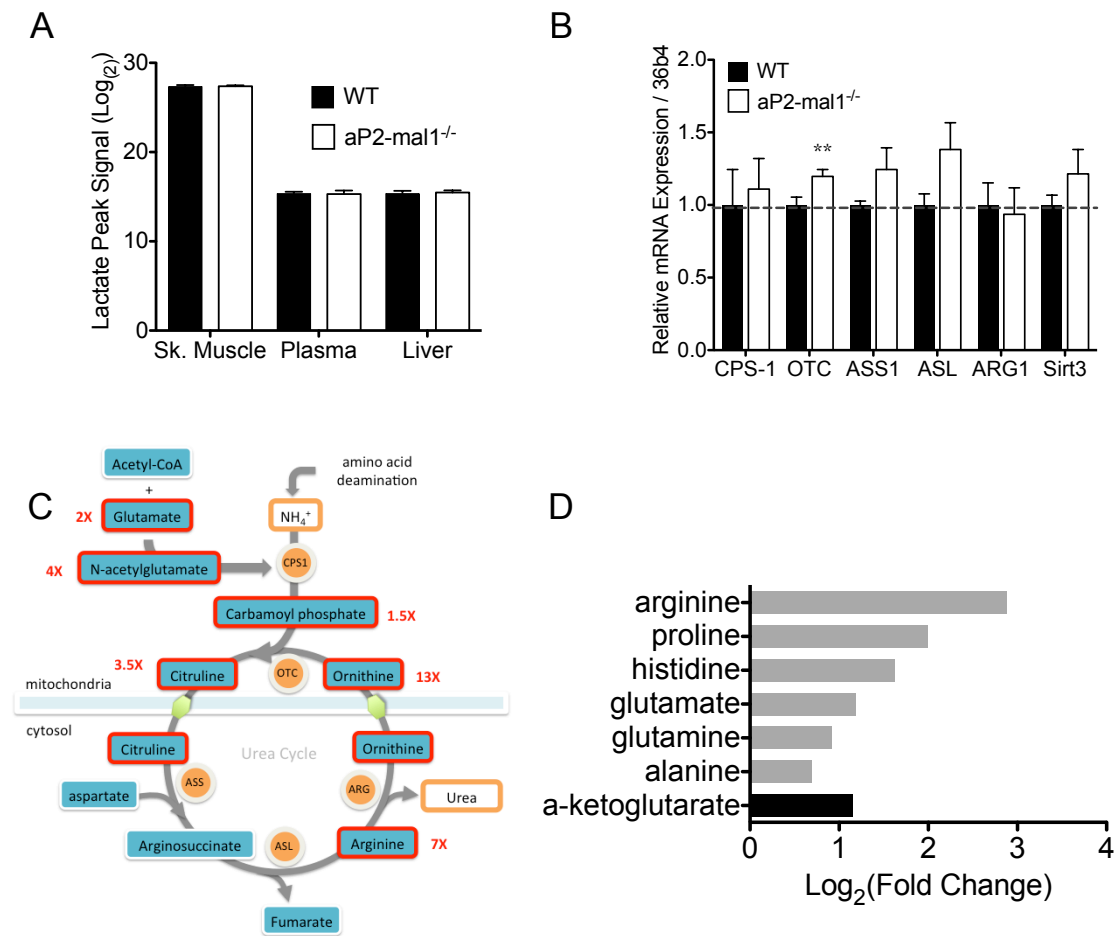 A
Lactate Peak Signal (Log(2))
30
20
10
0
WT
aP2-mal1-/-
Sk. Muscle Plasma Liver
B
Relative mRNA Expression / 36b4
2.0
1.5
1.0
0.5
0.0
WT
aP2-mal1-/-
**
CPS-1 OTC ASS1 ASL ARG1 Sirt3
C
Acetyl-CoA
+
2X Glutamate
4X N-acetylglutamate
amino acid
deamination
NH4+
CPS1
Carbamoyl phosphate 1.5X
3.5X Citruline
OTC
Ornithine 13X
mitochondria
cytosol
Citruline
Urea Cycle
Ornithine
ASS
ARG
aspartate
Urea
Arginosuccinate
ASL
Arginine 7X
Fumarate
D
arginine
proline
histidine
glutamate
glutamine
alanine
a-ketoglutarate
0 1 2 3 4
Log2(Fold Change)